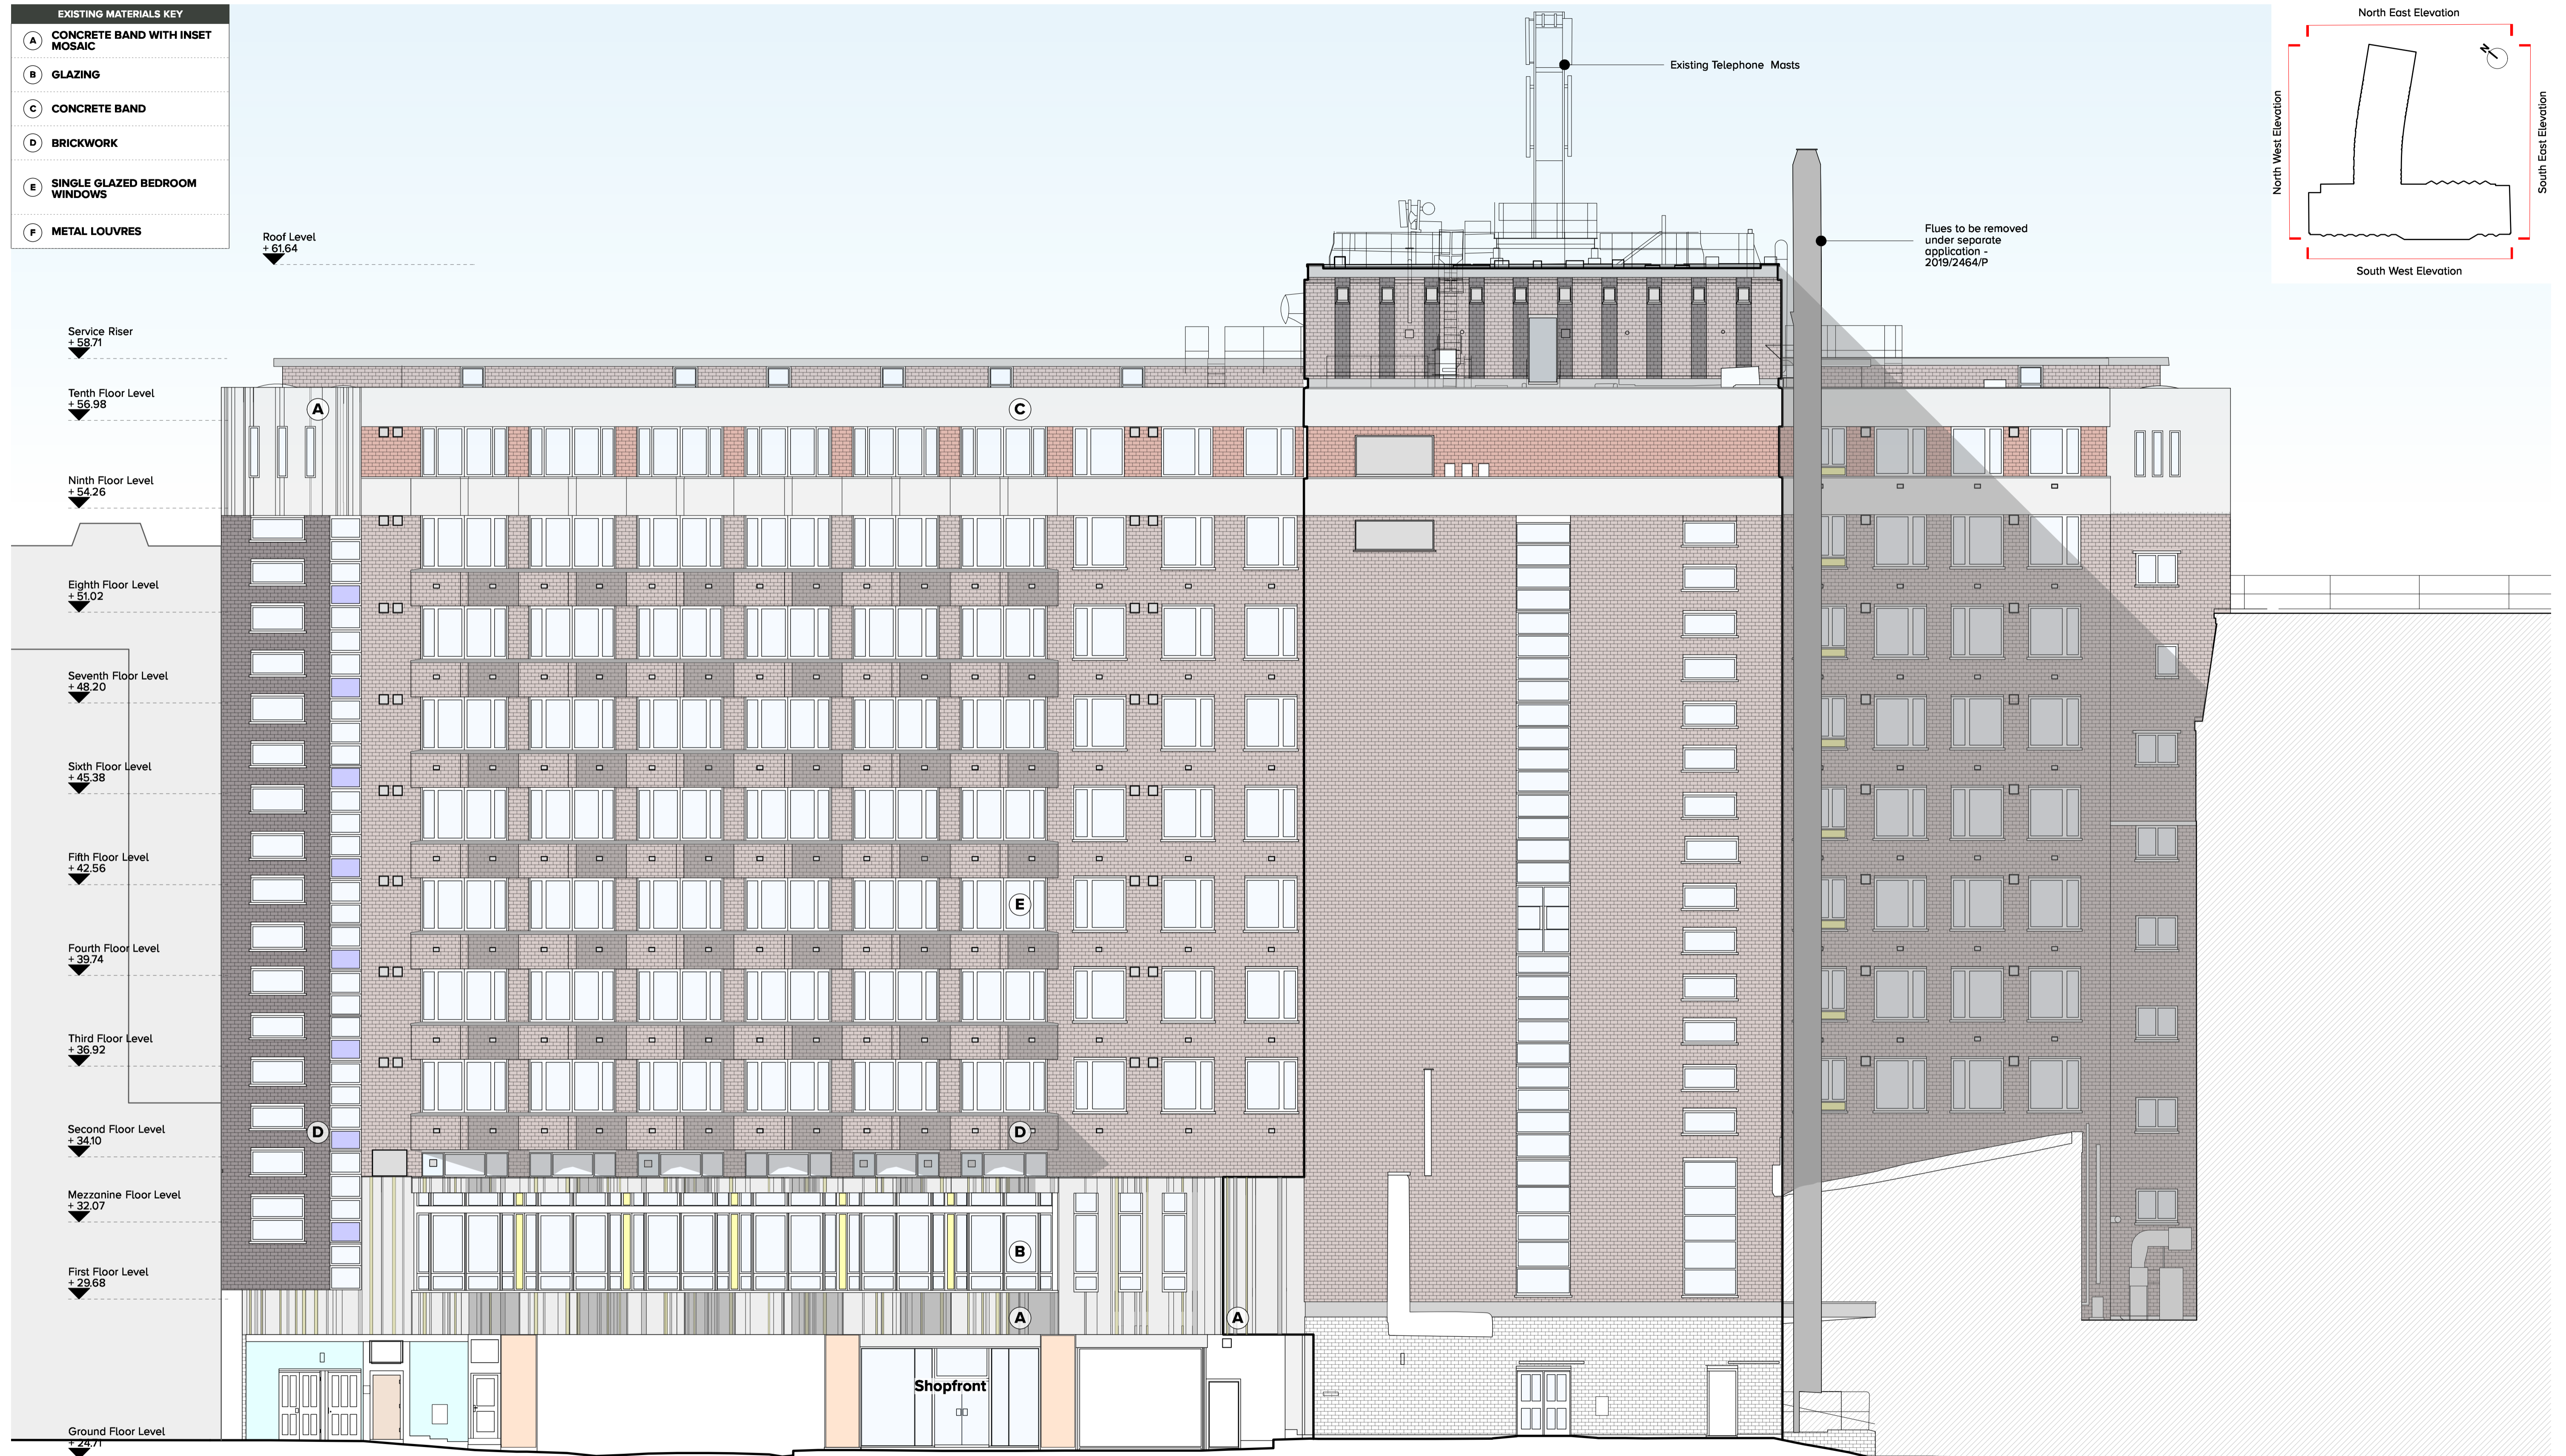 EXISTING MATERIALS KEY
A CONCRETE BAND WITH INSET
MOSAIC
B GLAZING
C CONCRETE BAND
D BRICKWORK
E SINGLE GLAZED BEDROOM
WINDOWS
F METAL LOUVRES
North East Elevation
N
North West Elevation
South East Elevation
South West Elevation
Existing Telephone Masts
Flues to be removed
under separate
application -
2019/2464/P
Roof Level
+ 61.64
Service Riser
+ 58.71
Tenth Floor Level
+ 56.98
Ninth Floor Level
+ 54.26
Eighth Floor Level
+ 51.02
Seventh Floor Level
+ 48.20
Sixth Floor Level
+ 45.38
Fifth Floor Level
+ 42.56
Fourth Floor Level
+ 39.74
Third Floor Level
+ 36.92
Second Floor Level
+ 34.10
Mezzanine Floor Level
+ 32.07
First Floor Level
+ 29.68
Ground Floor Level
+ 24.71
A
C
E
D
D
B
A
A
Shopfront